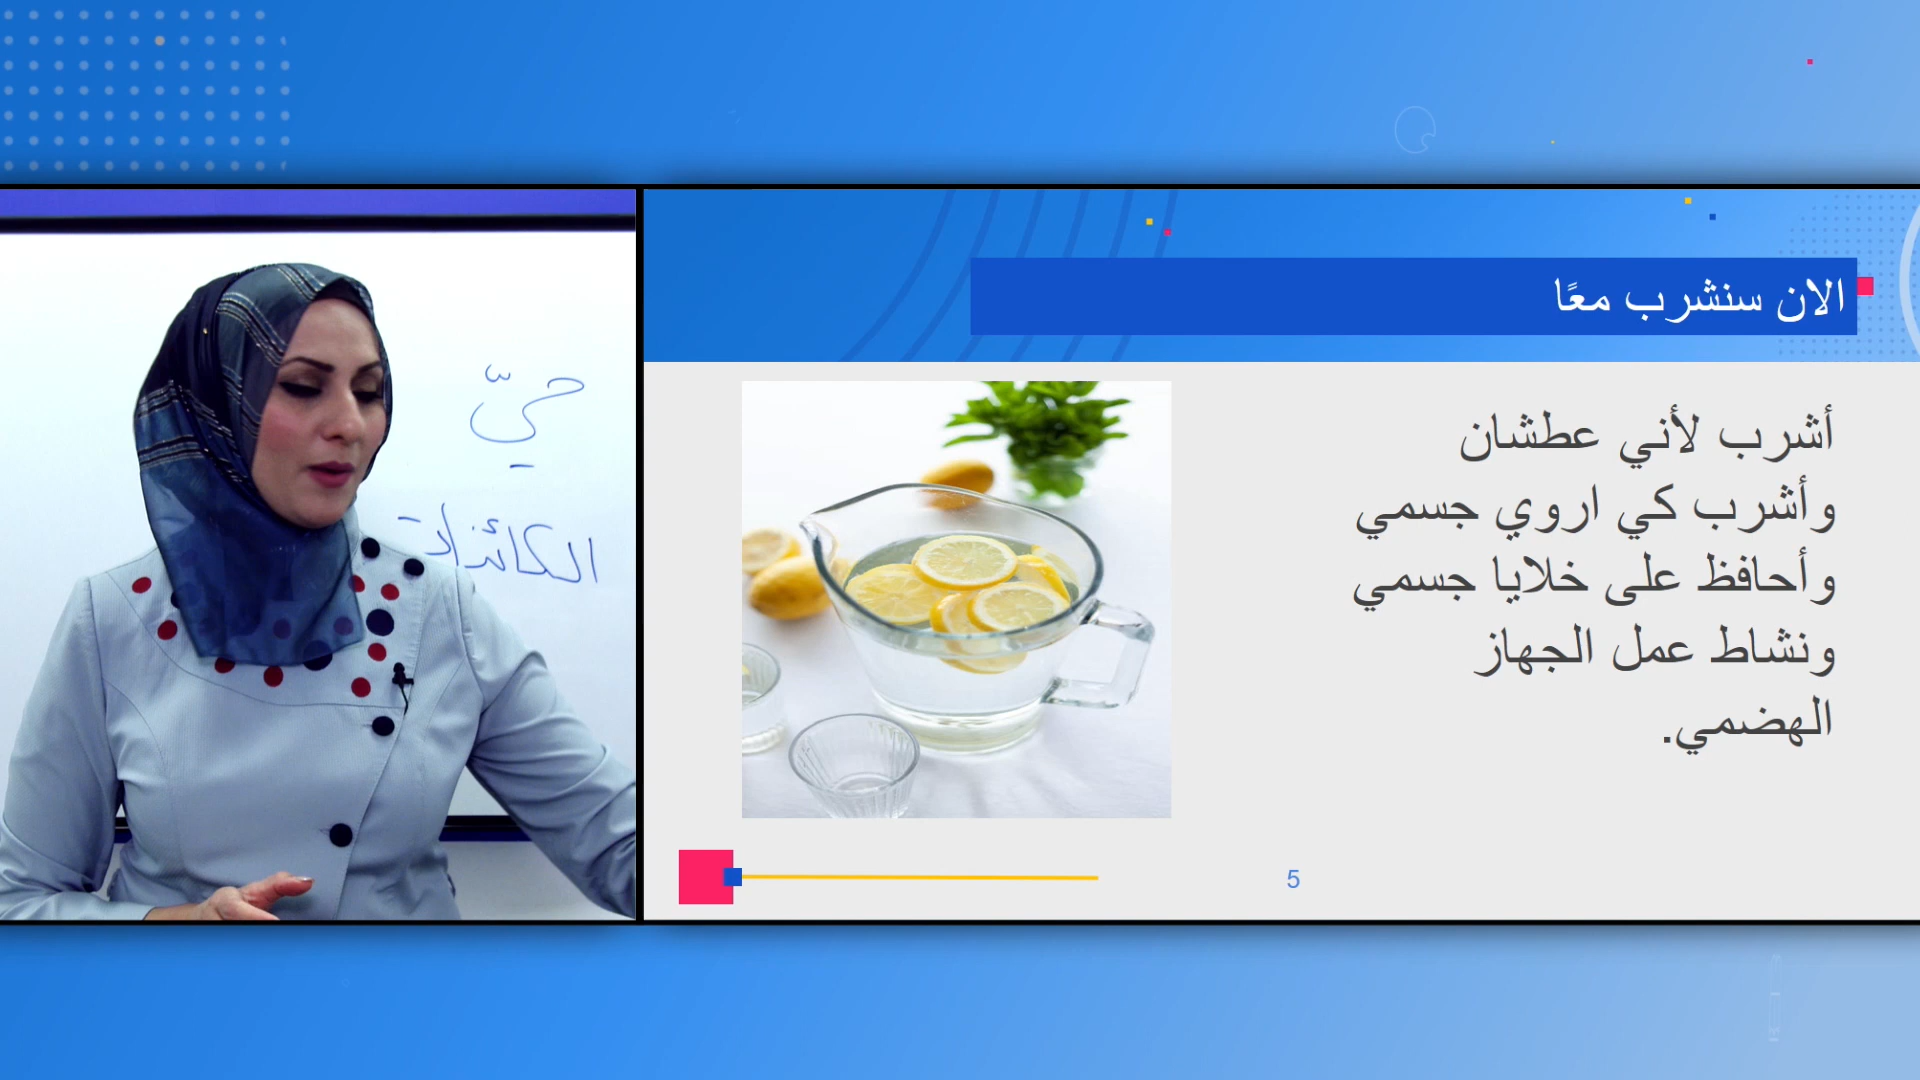 الان سنشرب معًا
أشرب لأني عطشان
وأشرب كي اروي جسمي
وأحافظ على خلايا جسمي
ونشاط عمل الجهاز
الهضمي.
5
حيّ
الكائنات